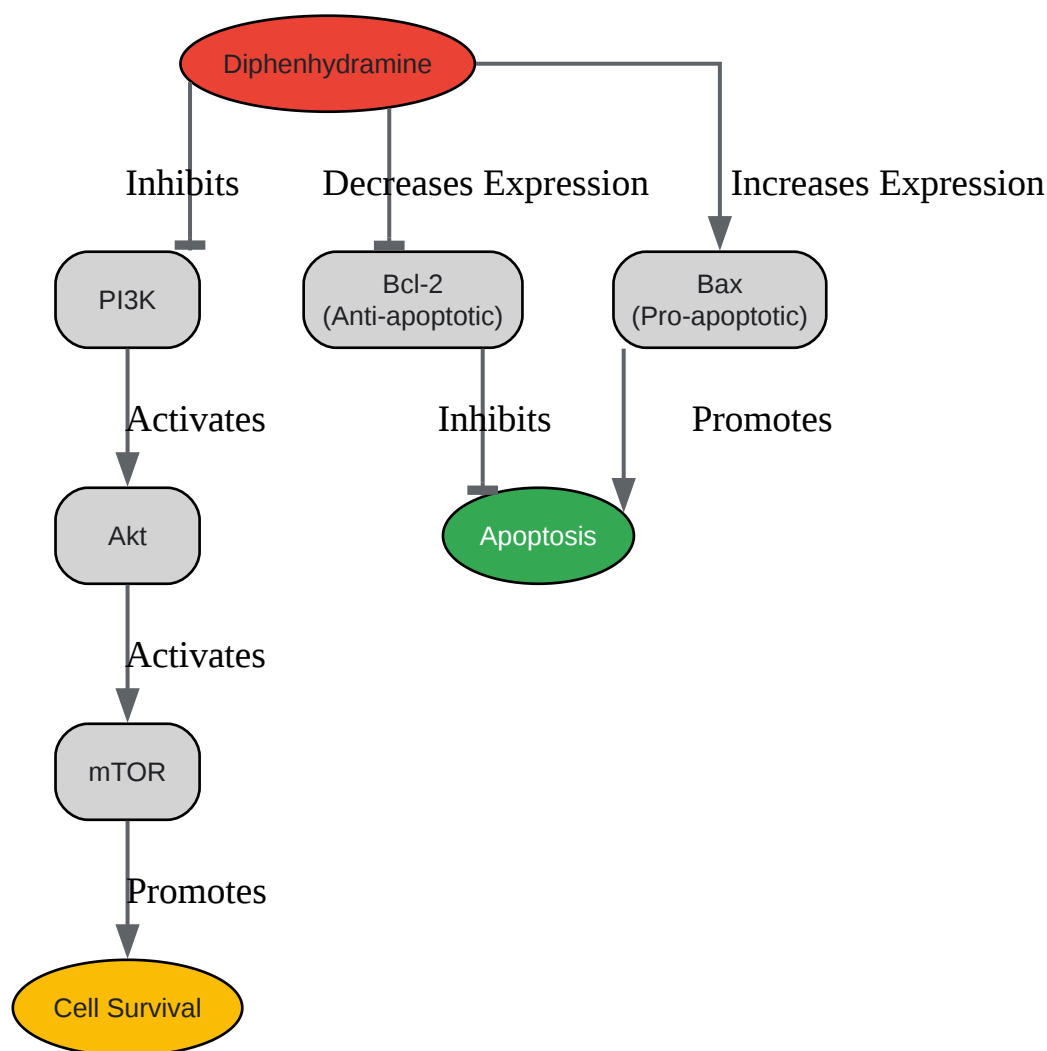 Diphenhydramine
Inhibits
Decreases Expression
Increases Expression
PI3K
Bcl-2
(Anti-apoptotic)
Bax
(Pro-apoptotic)
Activates
Inhibits
Promotes
Akt
Apoptosis
Activates
mTOR
Promotes
Cell Survival